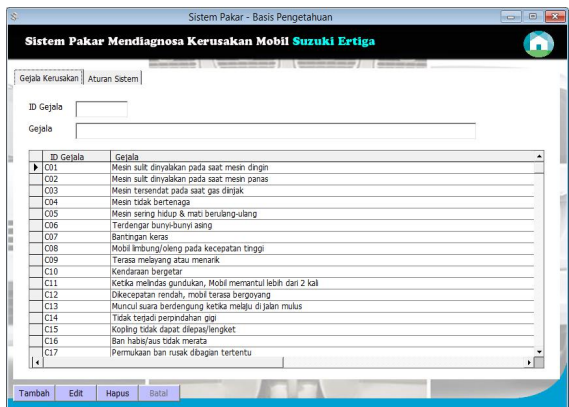 Sistem Pakar - Basis Pengetahuan
Sistem Pakar Mendiagnosa Kerusakan Mobil Suzuki Ertiga
Gejala Kerusakan Aturan Sistem
ID Gejala
Gejala
ID Gejala Gejala
C01 Mesin sulit dinyalakan pada saat mesin dingin
C02 Mesin sulit dinyalakan pada saat mesin panas
C03 Mesin tersendat pada saat gas diinjak
C04 Mesin tidak bertenaga
C05 Mesin sering hidup & mati berulang-ulang
C06 Terdengar bunyi-bunyi asing
C07 Bantingan keras
C08 Mobil limbung/oleng pada kecepatan tinggi
C09 Terasa melayang atau menarik
C10 Kendaraan bergetar
C11 Ketika melindas gundukan, Mobil memantul lebih dari 2 kali
C12 Dikecepatan rendah, mobil terasa bergoyang
C13 Muncul suara berdengung ketika melaju di jalan mulus
C14 Tidak terjadi perpindahan gigi
C15 Kopling tidak dapat dilepas/lengket
C16 Ban habis/aus tidak merata
C17 Permukaan ban rusak dibagian tertentu
Tambah Edit Hapus Batal